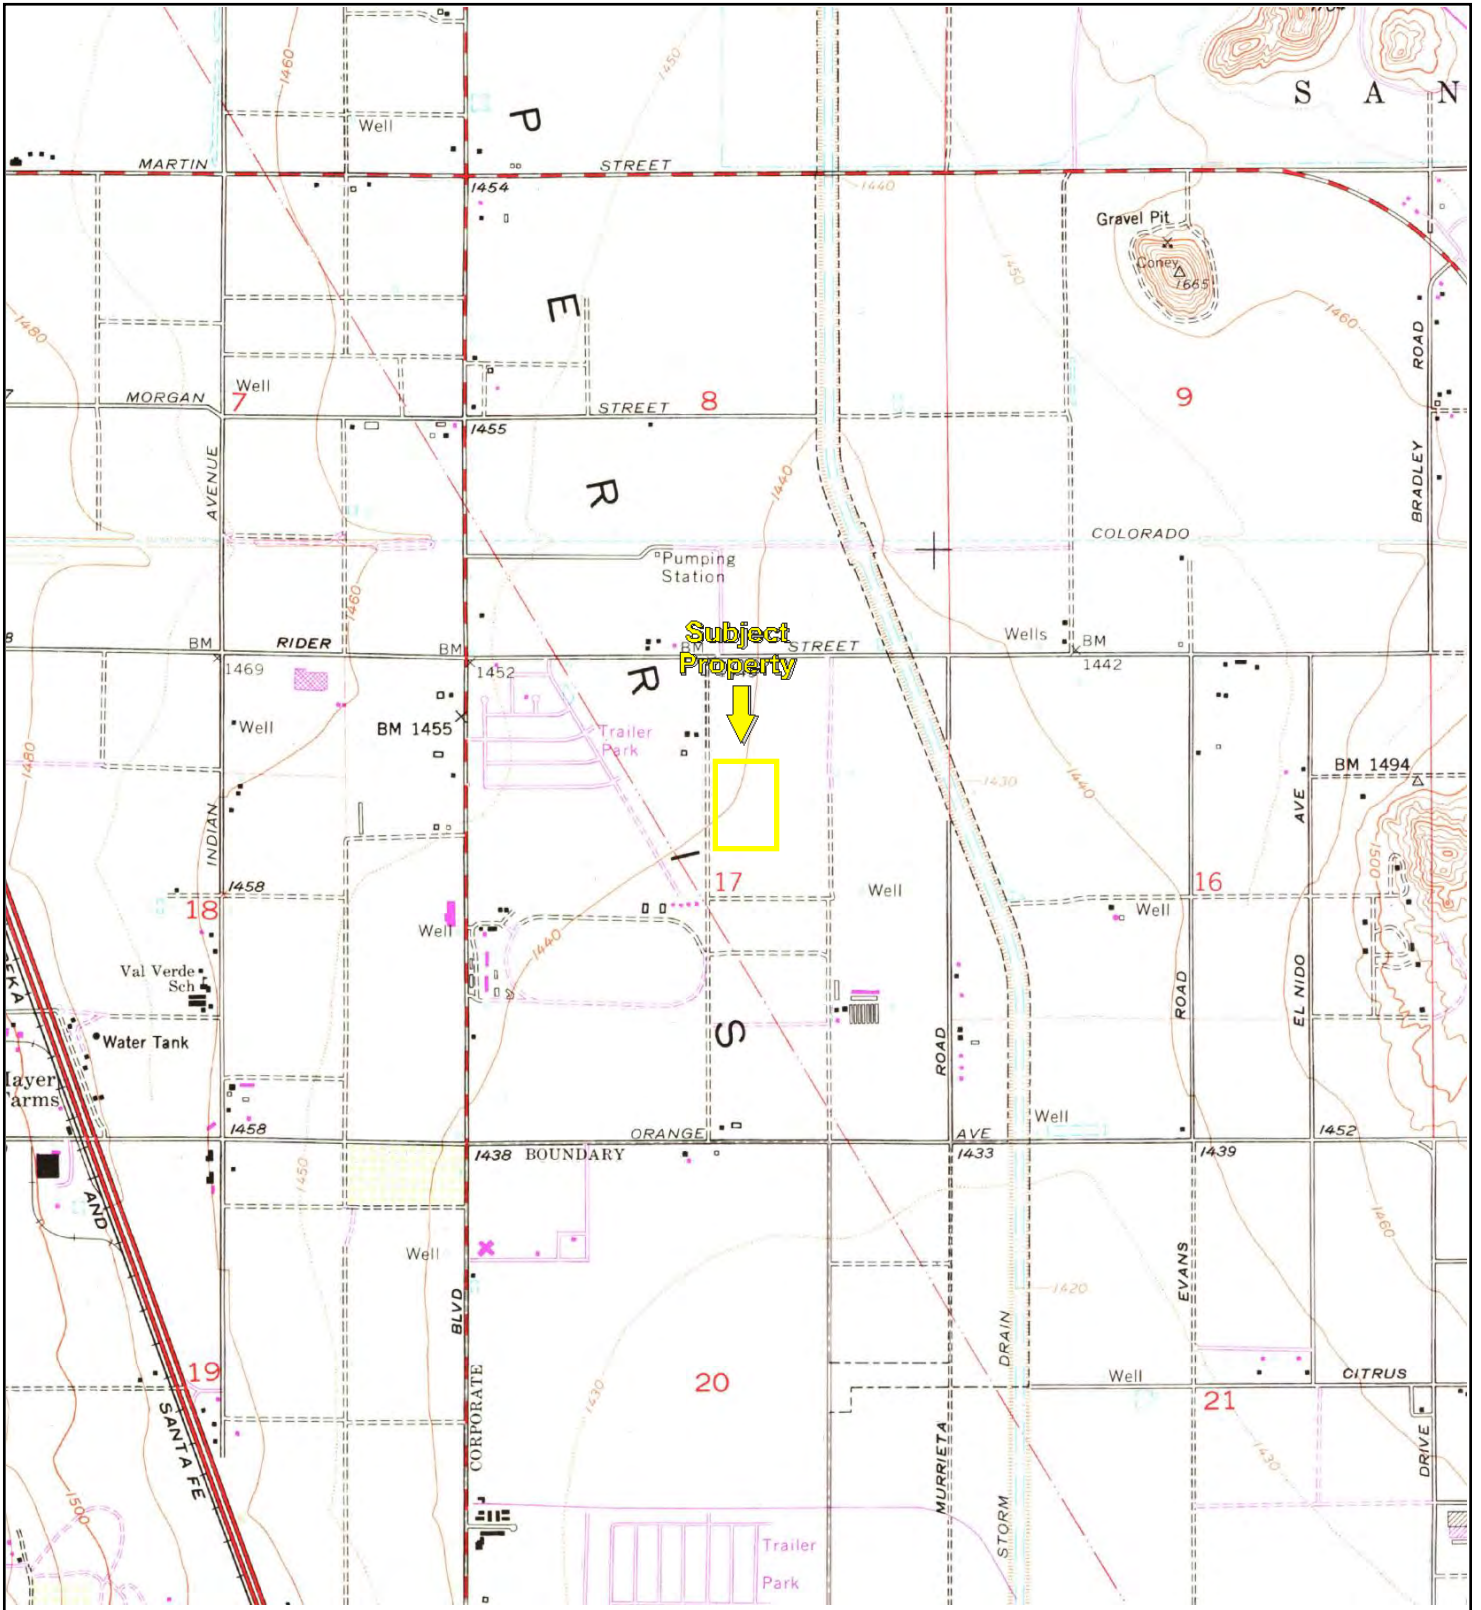 1460
1450
S A N
Well
P
MARTIN
STREET
1454
1440
Gravel Pit
Coney
1665
1450
E
1480
1460
ROAD
MORGAN
Well
7
STREET
8
9
1455
AVENUE
R
1440
BRADLEY
COLORADO
Pumping
Station
1460
Subject
Property
BM
RIDER
BM
BM
STREET
Wells
BM
1469
1452
1442
R
Well
BM 1455
Trailer
Park
1480
1430
1440
BM 1494
AVE
INDIAN
I
1500
1458
18
17
Well
16
Well
Well
1440
Val Verde
Sch
ROAD
EL NIDO
Water Tank
S
ROAD
Well
1458
ORANGE
AVE
1452
1438
BOUNDARY
1433
1439
1450
AND
Well
1460
EVANS
BLVD
1420
DRAIN
19
20
Well
CITRUS
1430
21
CORPORATE
SANTA FE
MURRIETA
1430
DRIVE
1500
STORM
Trailer
Park